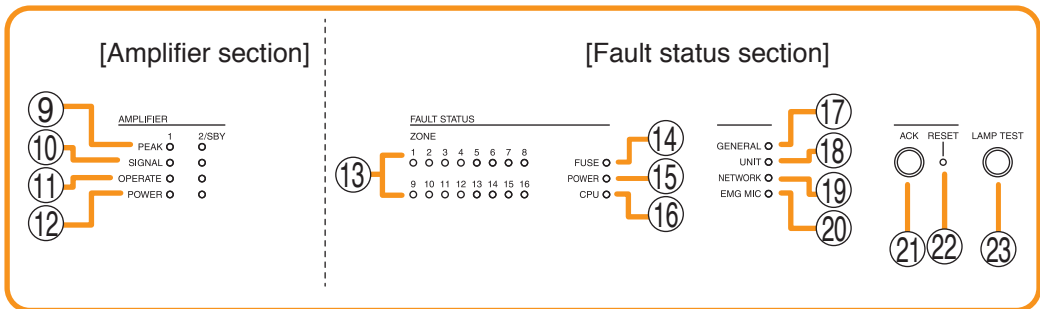 [Amplifier section]
[Fault status section]
9
10
11
12
AMPLIFIER
1 2/SBY
PEAK
SIGNAL
OPERATE
POWER
13
FAULT STATUS
ZONE
1 2 3 4 5 6 7 8
9 10 11 12 13 14 15 16
FUSE
POWER
CPU
14
15
16
GENERAL
UNIT
NETWORK
EMG MIC
17
18
19
20
ACK RESET LAMP TEST
21 22 23